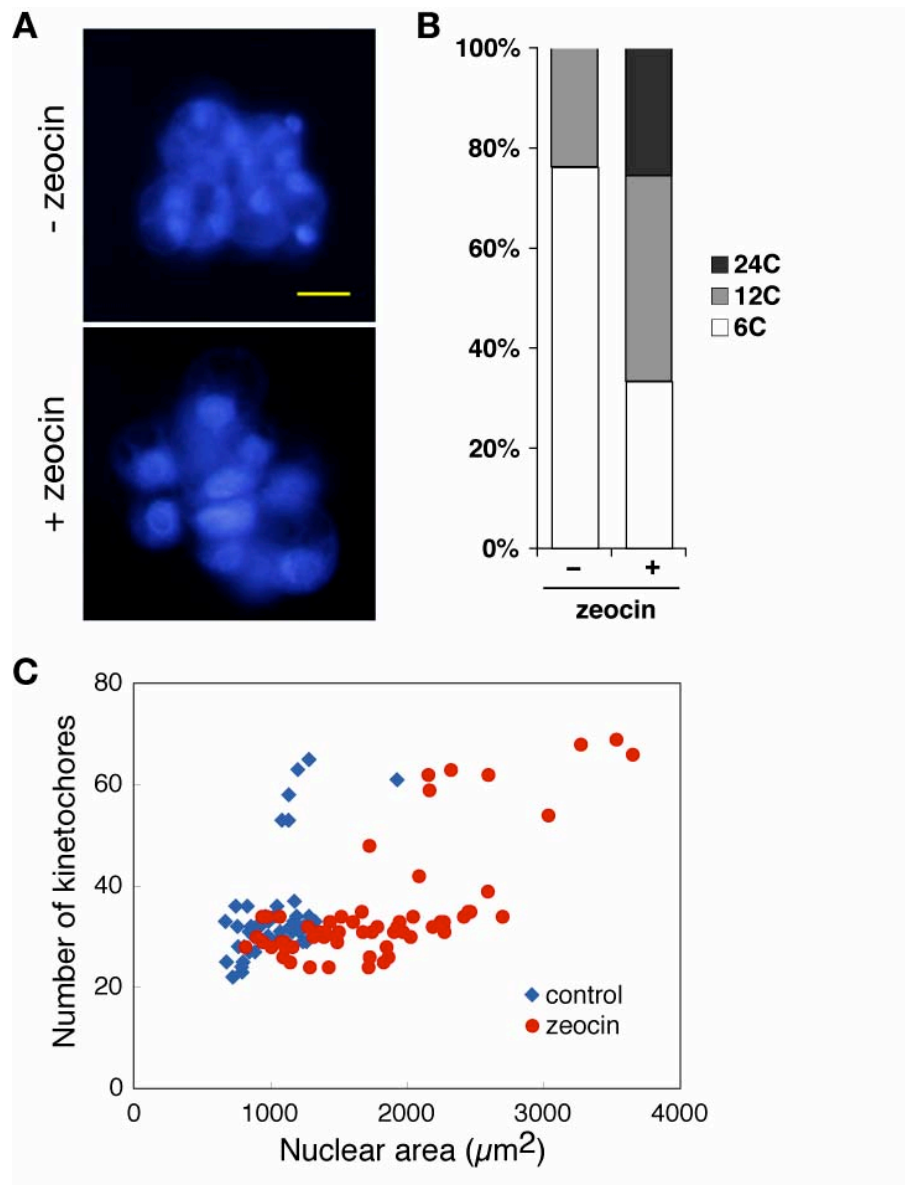 A
- zeocin
+ zeocin
B
100%
80%
60%
40%
20%
0%
24C
12C
6C
– +
zeocin
C
Number of kinetochores
80
60
40
20
0
control
zeocin
0 1000 2000 3000 4000
Nuclear area (µm2)